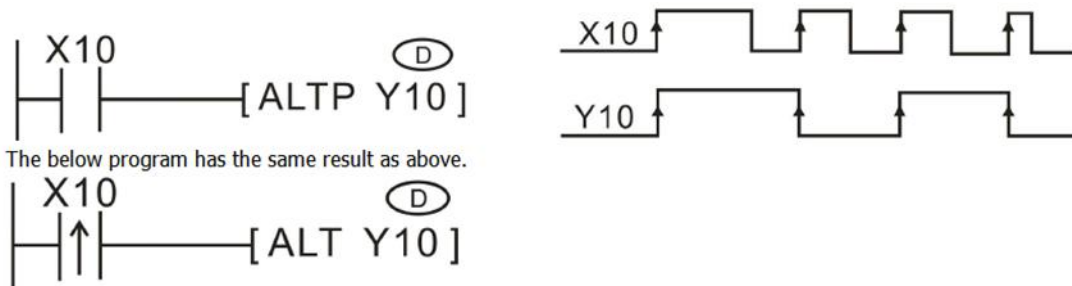 X10
D
[ ALTP Y10 ]
The below program has the same result as above.
X10
D
[ ALT Y10 ]
X10
Y10